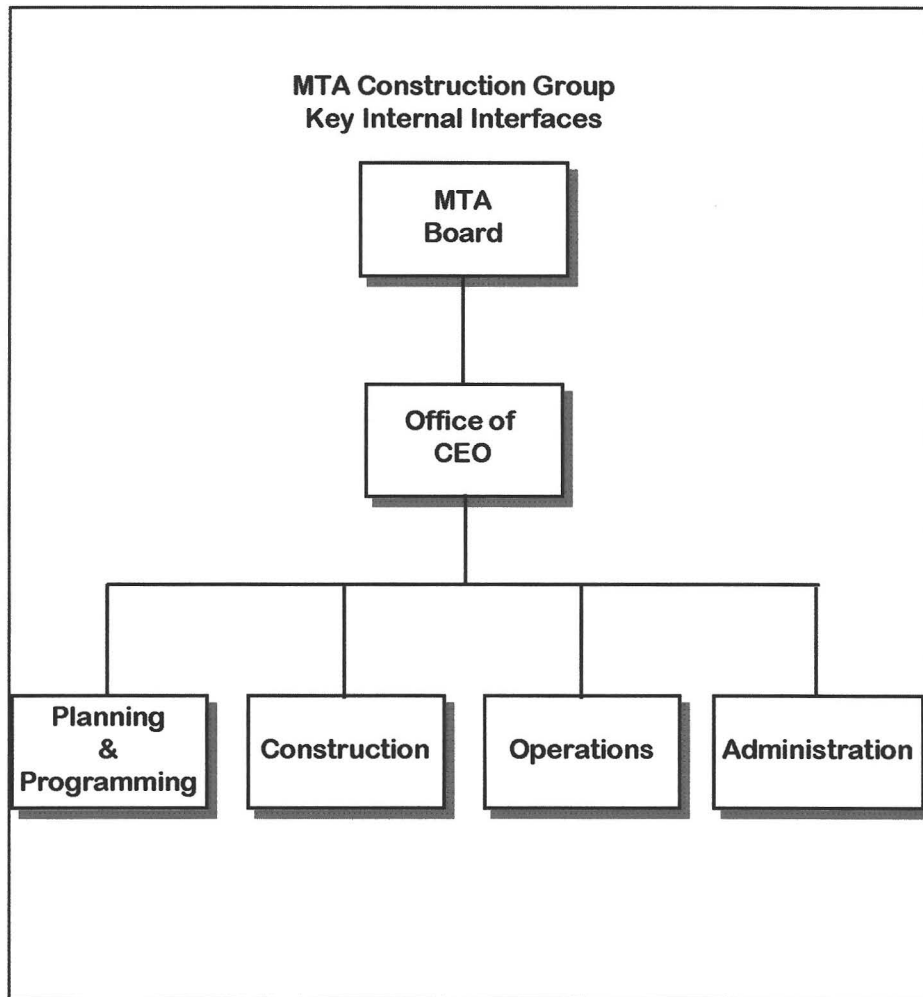 MTA Construction Group
Key Internal Interfaces
MTA
Board
Office of
CEO
Planning
&
Programming
Construction
Operations
Administration